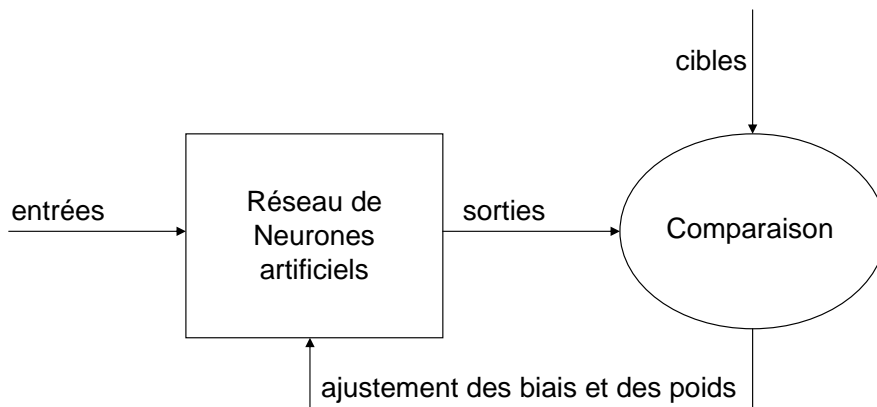 cibles
entrées
Réseau de
Neurones
artificiels
sorties
Comparaison
ajustement des biais et des poids